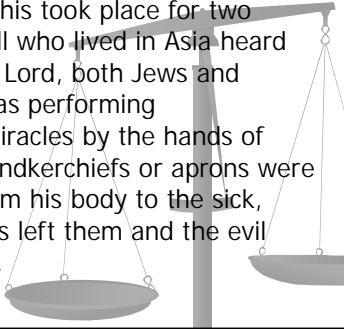 his took place for two
ll who lived in Asia heard
Lord, both Jews and
as performing
iracles by the hands of
ndkerchiefs or aprons were
m his body to the sick,
s left them and the evil